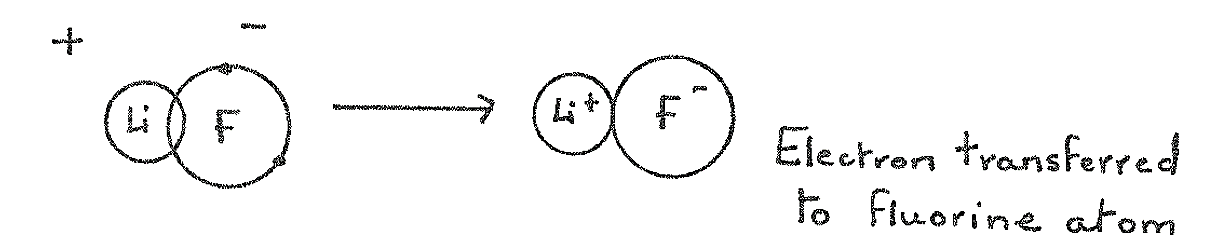 + −
Li F → Li⁺ F⁻
Electron transferred
to fluorine atom